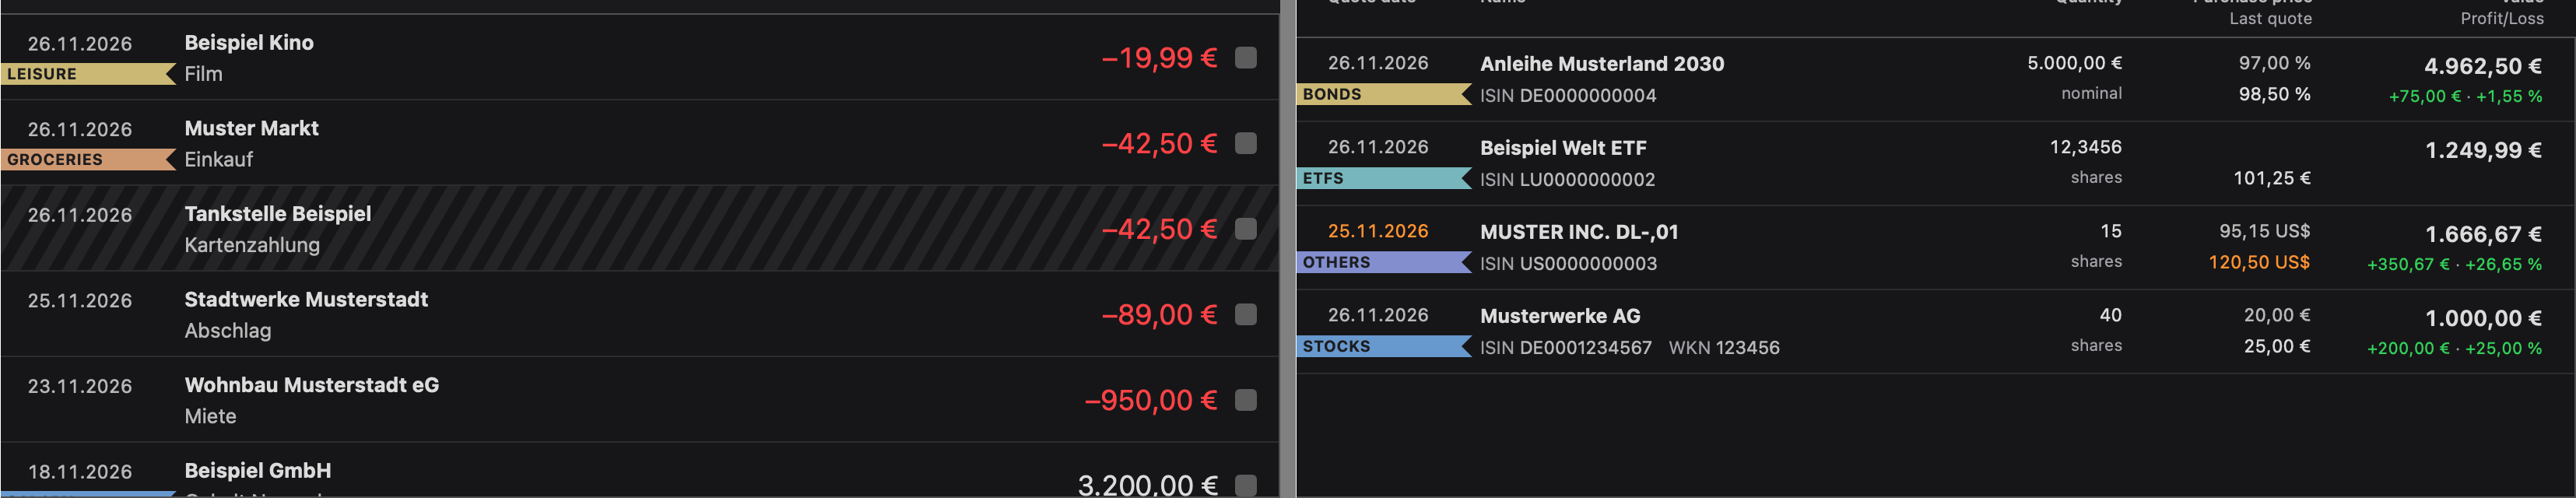 26.11.2026 Beispiel Kino −19,99 €
LEISURE Film
26.11.2026 Muster Markt −42,50 €
GROCERIES Einkauf
26.11.2026 Tankstelle Beispiel −42,50 €
Kartenzahlung
25.11.2026 Stadtwerke Musterstadt −89,00 €
Abschlag
23.11.2026 Wohnbau Musterstadt eG −950,00 €
Miete
18.11.2026 Beispiel GmbH 3.200,00 €
Quote date Name Quantity Purchase price Value
Last quote Profit/Loss
26.11.2026 Anleihe Musterland 2030 5.000,00 € 97,00 % 4.962,50 €
BONDS ISIN DE0000000004 nominal 98,50 % +75,00 € · +1,55 %
26.11.2026 Beispiel Welt ETF 12,3456 1.249,99 €
ETFS ISIN LU0000000002 shares 101,25 €
25.11.2026 MUSTER INC. DL-,01 15 95,15 US$ 1.666,67 €
OTHERS ISIN US0000000003 shares 120,50 US$ +350,67 € · +26,65 %
26.11.2026 Musterwerke AG 40 20,00 € 1.000,00 €
STOCKS ISIN DE0001234567 WKN 123456 shares 25,00 € +200,00 € · +25,00 %